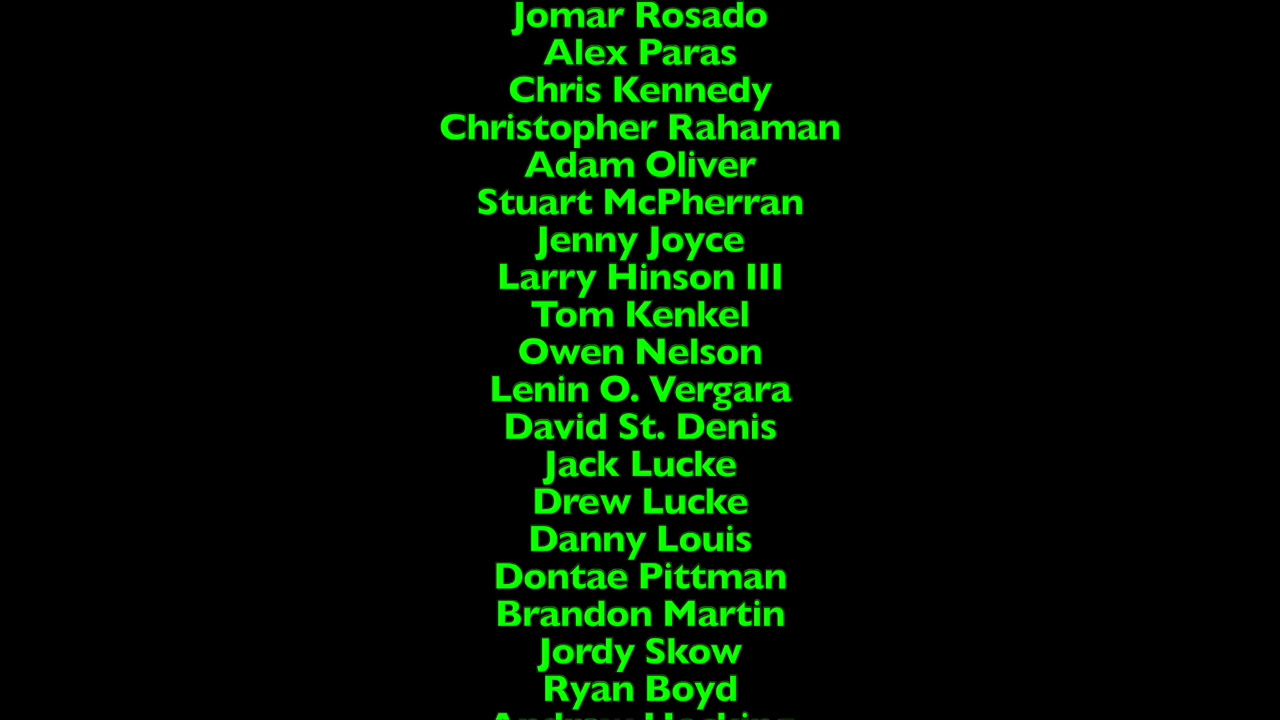 Jomar Rosado
Alex Paras
Chris Kennedy
Christopher Rahaman
Adam Oliver
Stuart McPherran
Jenny Joyce
Larry Hinson III
Tom Kenkel
Owen Nelson
Lenin O. Vergara
David St. Denis
Jack Lucke
Drew Lucke
Danny Louis
Dontae Pittman
Brandon Martin
Jordy Skow
Ryan Boyd